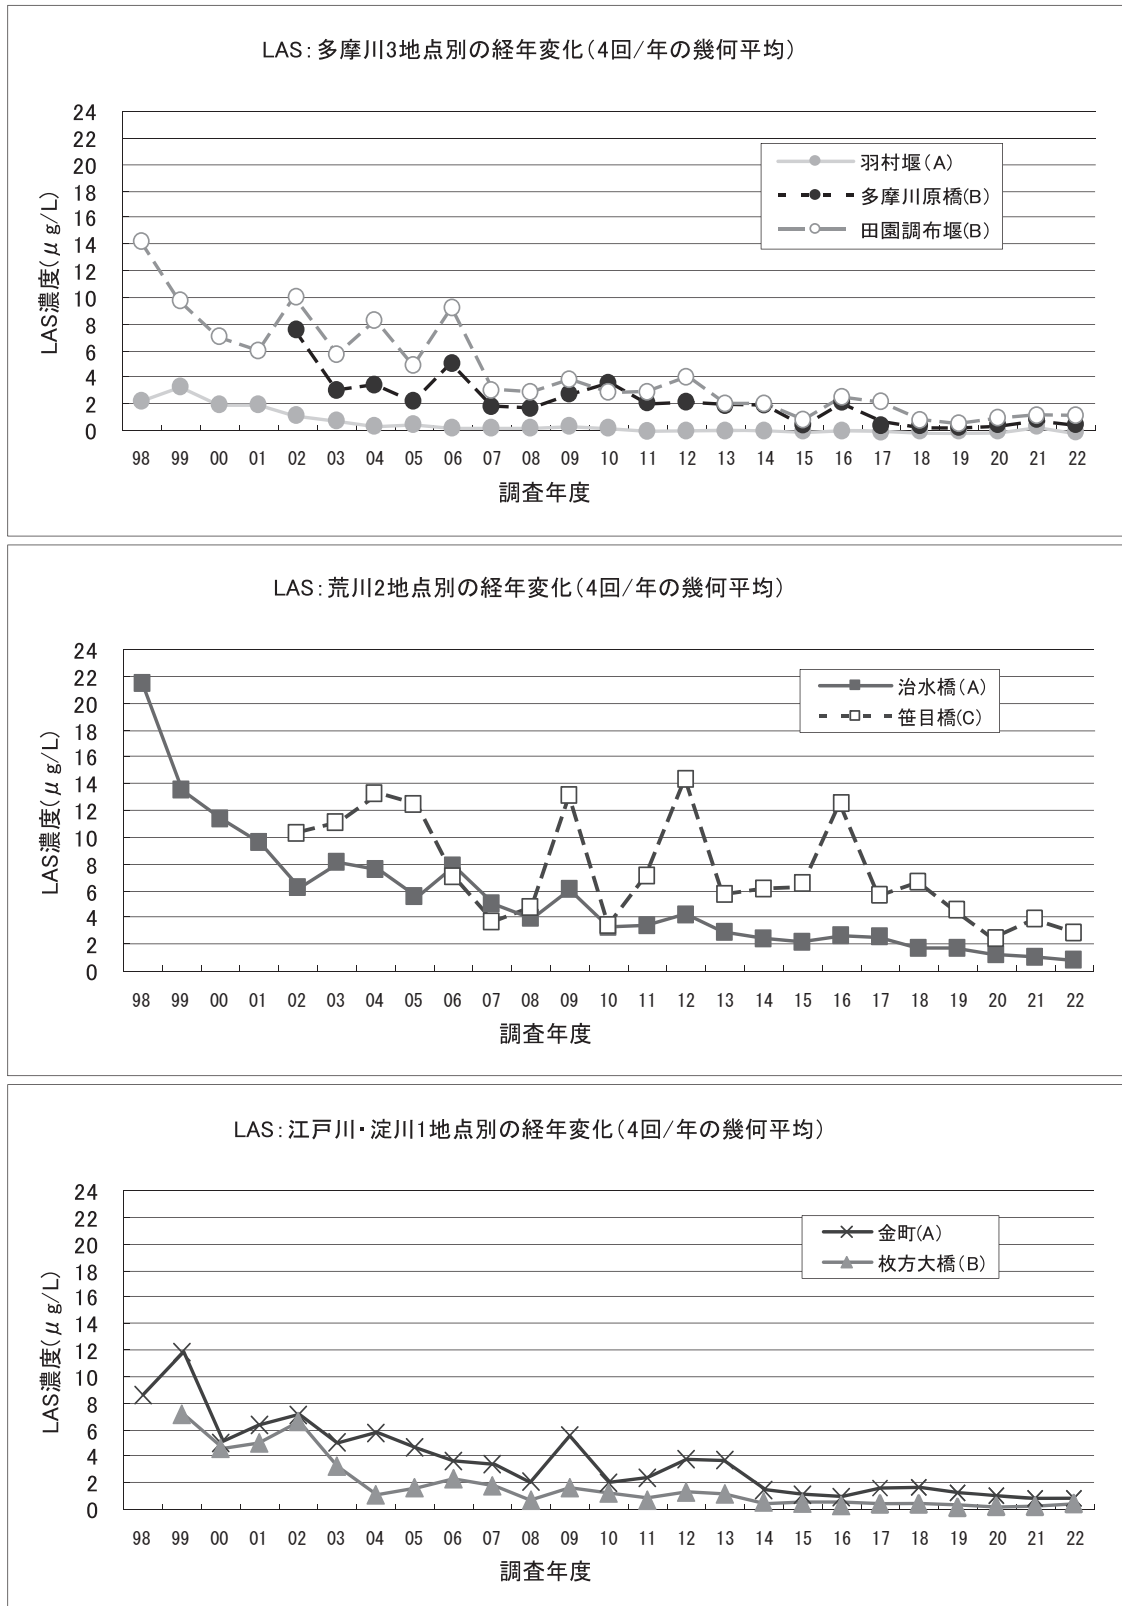 LAS:多摩川3地点別の経年変化(4回/年の幾何平均)
LAS濃度(μg/L)
24
22
20
18
16
14
12
10
8
6
4
2
0
羽村堰(A)
多摩川原橋(B)
田園調布堰(B)
98 99 00 01 02 03 04 05 06 07 08 09 10 11 12 13 14 15 16 17 18 19 20 21 22
調査年度
LAS:荒川2地点別の経年変化(4回/年の幾何平均)
LAS濃度(μg/L)
24
22
20
18
16
14
12
10
8
6
4
2
0
治水橋(A)
笹目橋(C)
98 99 00 01 02 03 04 05 06 07 08 09 10 11 12 13 14 15 16 17 18 19 20 21 22
調査年度
LAS:江戸川・淀川1地点別の経年変化(4回/年の幾何平均)
LAS濃度(μg/L)
24
22
20
18
16
14
12
10
8
6
4
2
0
金町(A)
枚方大橋(B)
98 99 00 01 02 03 04 05 06 07 08 09 10 11 12 13 14 15 16 17 18 19 20 21 22
調査年度